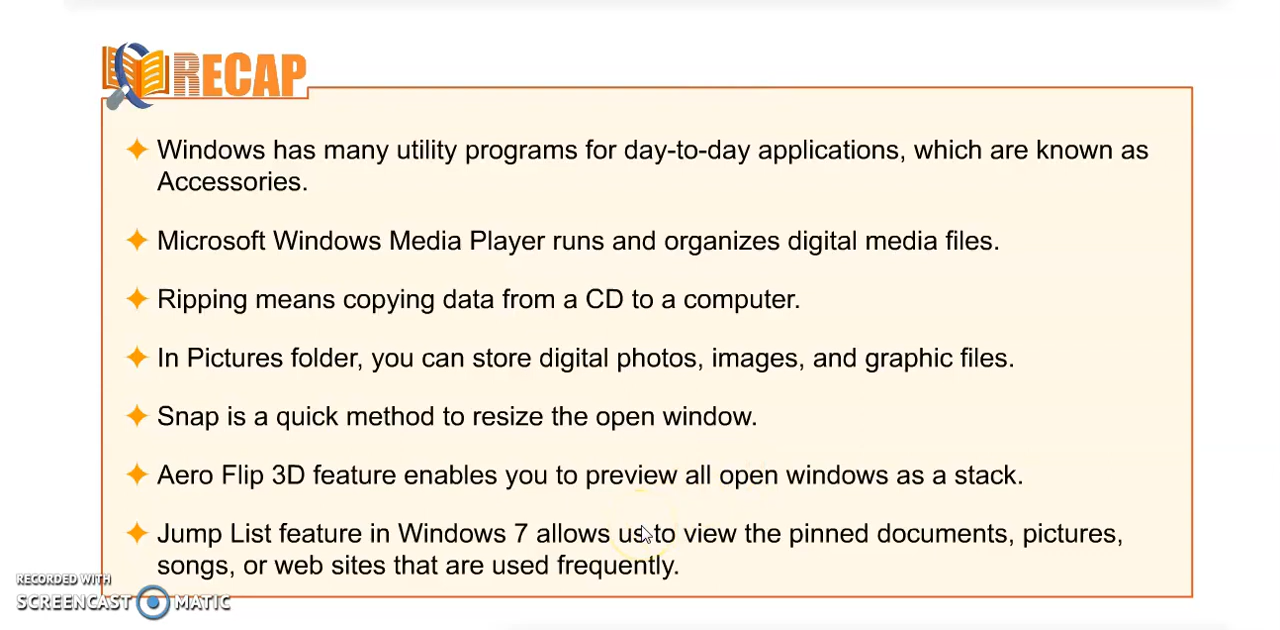 RECAP
Windows has many utility programs for day-to-day applications, which are known as
Accessories.
Microsoft Windows Media Player runs and organizes digital media files.
Ripping means copying data from a CD to a computer.
In Pictures folder, you can store digital photos, images, and graphic files.
Snap is a quick method to resize the open window.
Aero Flip 3D feature enables you to preview all open windows as a stack.
Jump List feature in Windows 7 allows us to view the pinned documents, pictures,
songs, or web sites that are used frequently.
RECORDED WITH
SCREENCAST MATIC